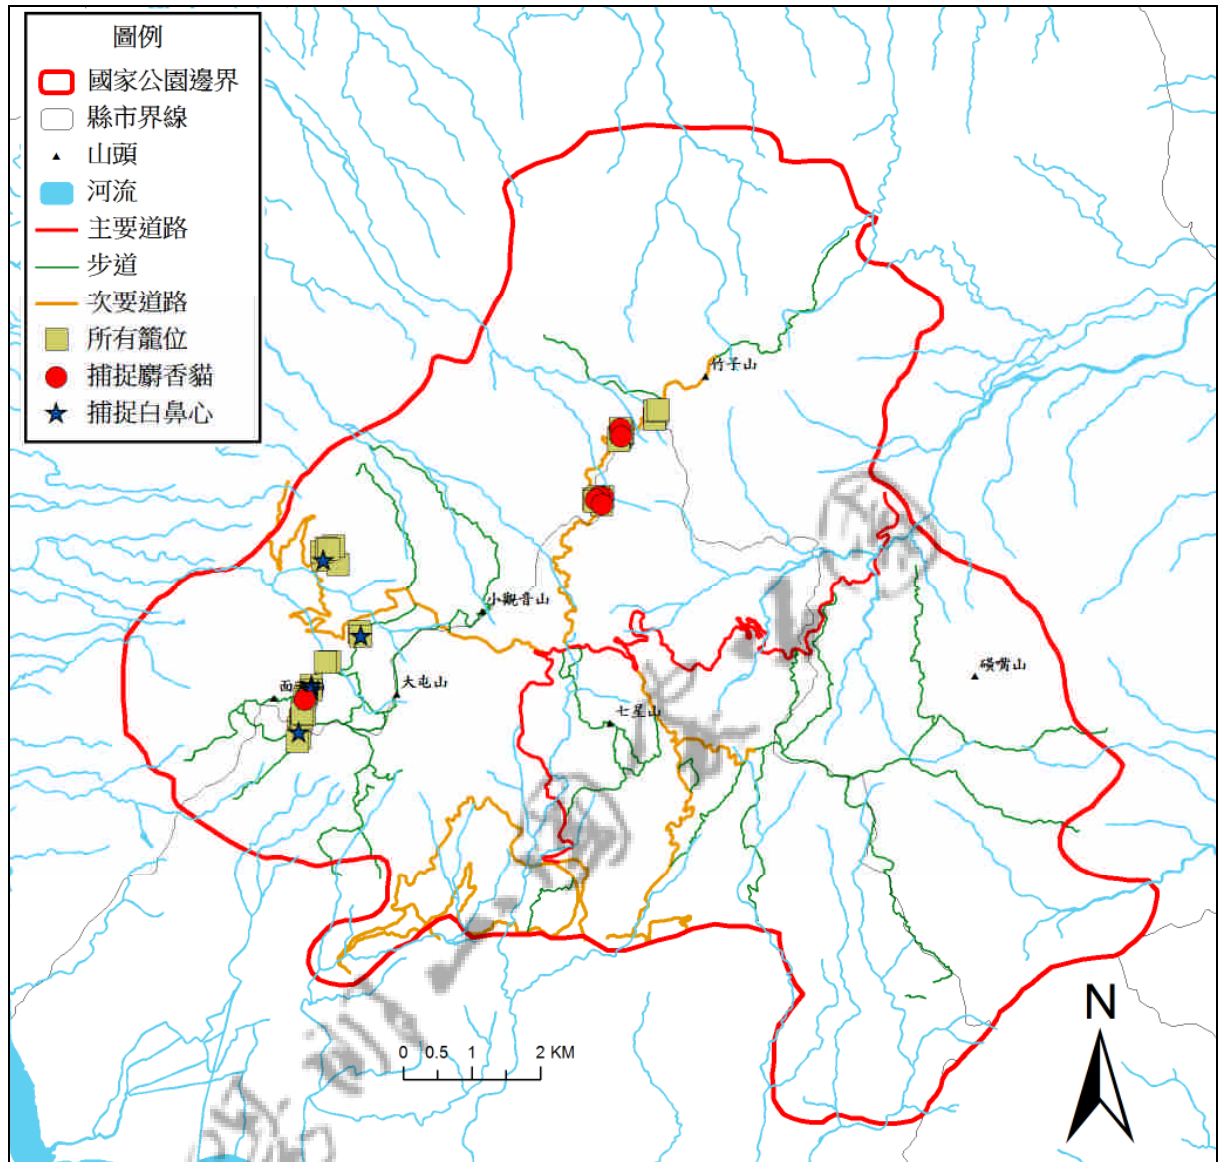 圖例
國家公園邊界
縣市界線
山頭
河流
主要道路
步道
次要道路
所有籠位
捕捉麝香貓
捕捉白鼻心
竹子山
小觀音山
大屯山
七星山
磺嘴山
N
0 0.5 1 2 KM